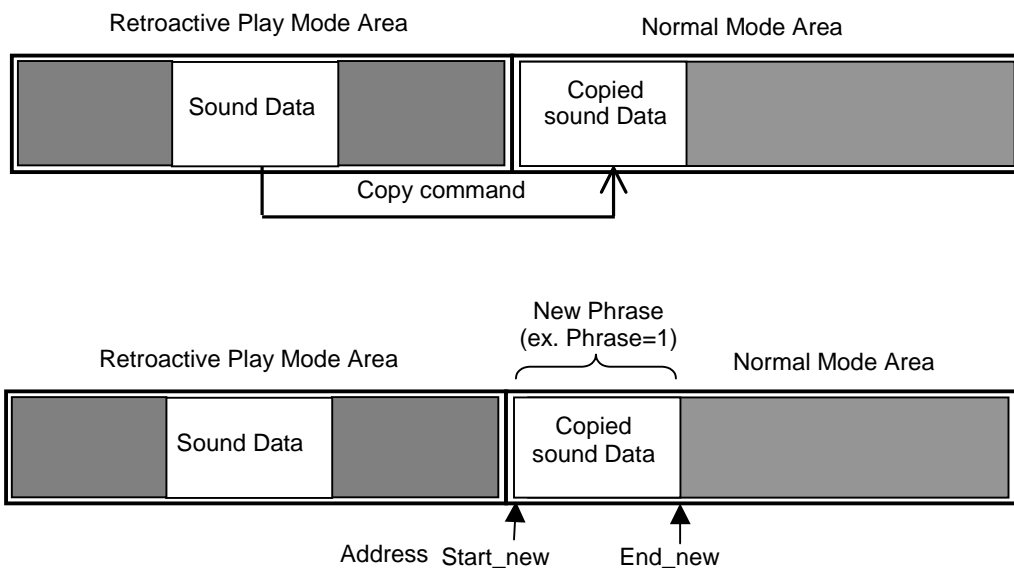 Retroactive Play Mode Area
Normal Mode Area
Sound Data
Copied
sound Data
Copy command
New Phrase
(ex. Phrase=1)
Retroactive Play Mode Area
Normal Mode Area
Sound Data
Copied
sound Data
Address Start_new End_new